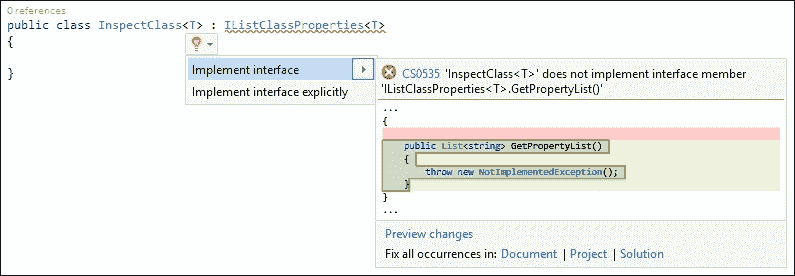 0 references
public class InspectClass<T> : IListClassProperties<T>
{
}
Implement interface
Implement interface explicitly
CS0535 'InspectClass<T>' does not implement interface member
'IListClassProperties<T>.GetPropertyList()'
...
{
public List<string> GetPropertyList()
{
throw new NotImplementedException();
}
}
...
Preview changes
Fix all occurrences in: Document | Project | Solution